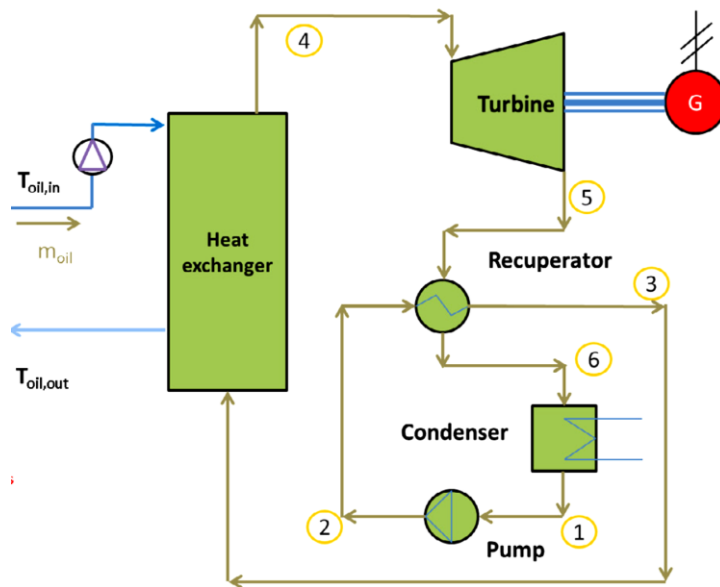 4
Turbine
G
T oil,in
m oil
Heat
exchanger
5
Recuperator
3
T oil,out
6
Condenser
2
1
Pump